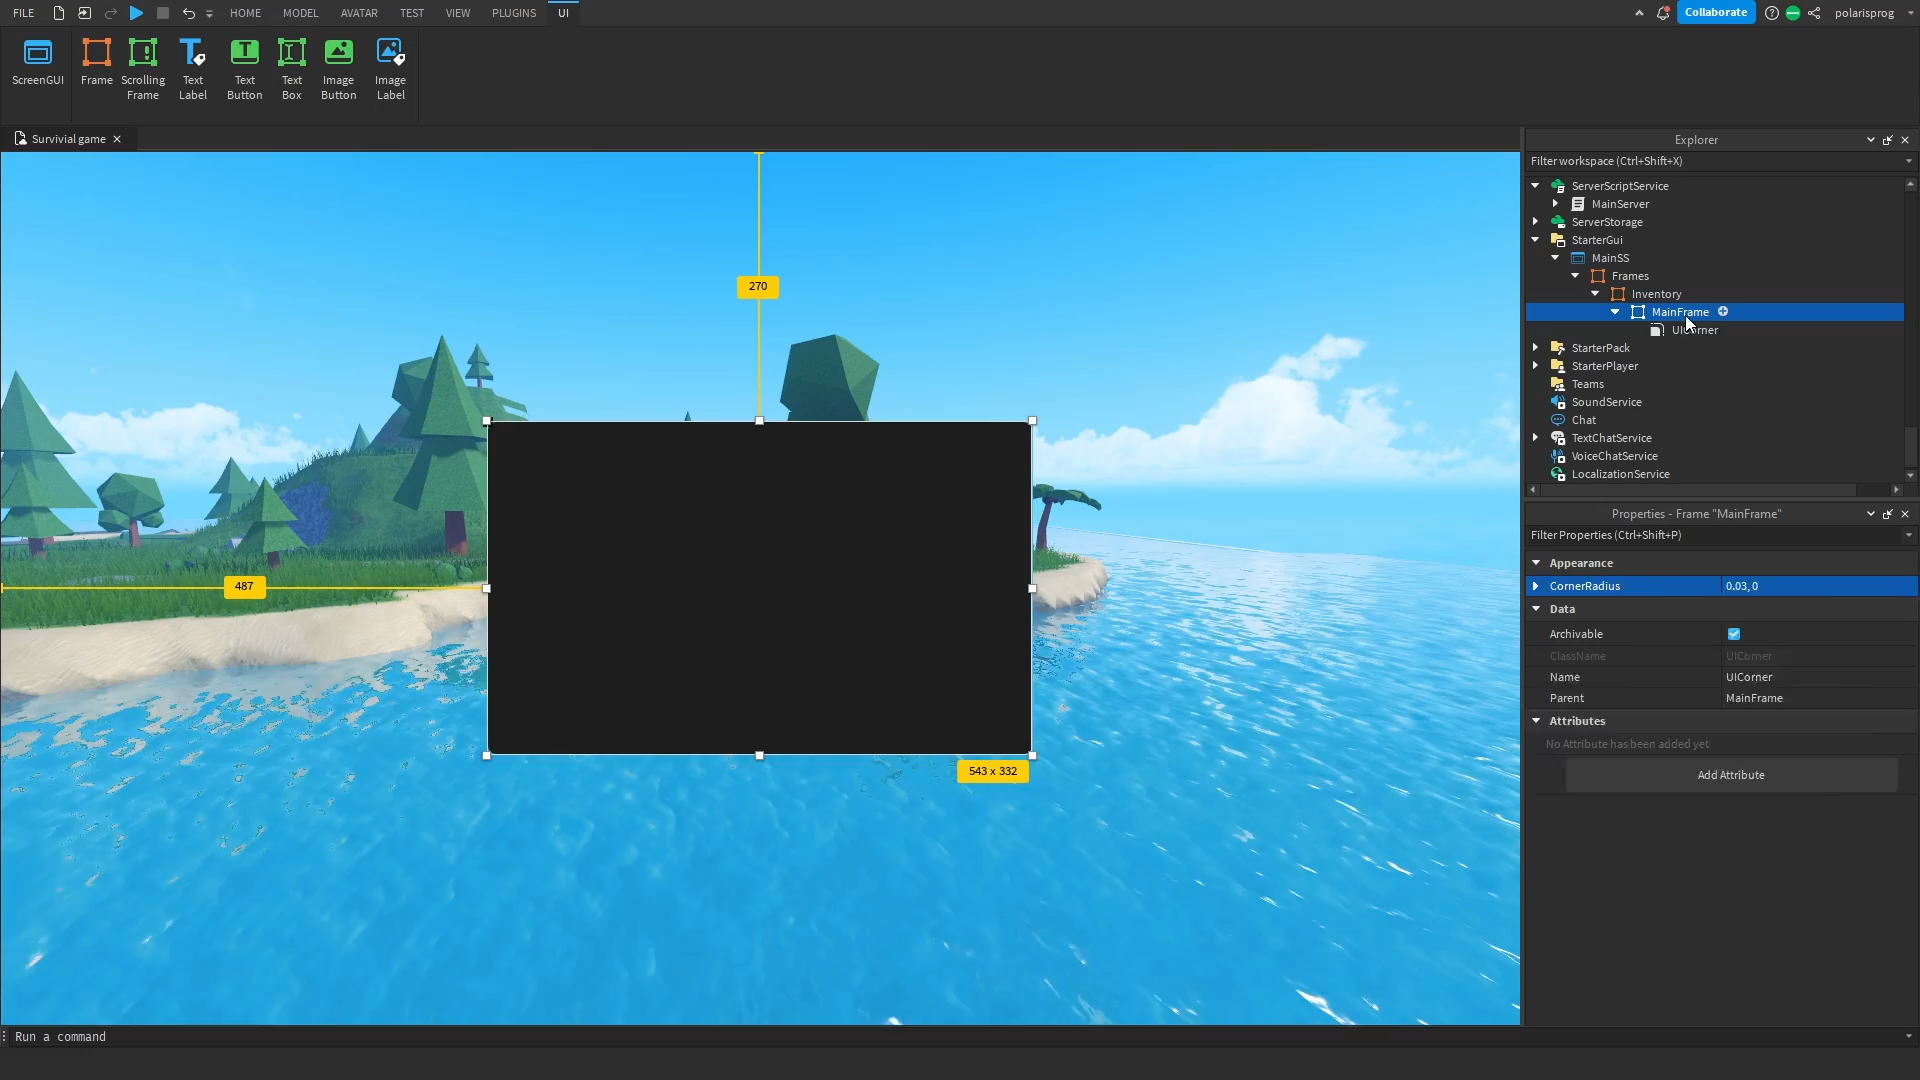 FILE
HOME
MODEL
AVATAR
TEST
VIEW
PLUGINS
UI
Collaborate
polarisprog
ScreenGUI
Frame
Scrolling
Frame
Text
Label
Text
Button
Text
Box
Image
Button
Image
Label
Survivial game
Explorer
Filter workspace (Ctrl+Shift+X)
ServerScriptService
MainServer
ServerStorage
StarterGui
MainSS
Frames
Inventory
MainFrame
UICorner
StarterPack
StarterPlayer
Teams
SoundService
Chat
TextChatService
VoiceChatService
LocalizationService
270
487
543 x 332
Properties - Frame "MainFrame"
Filter Properties (Ctrl+Shift+P)
Appearance
CornerRadius 0.03, 0
Data
Archivable
ClassName UICorner
Name UICorner
Parent MainFrame
Attributes
No Attribute has been added yet
Add Attribute
Run a command